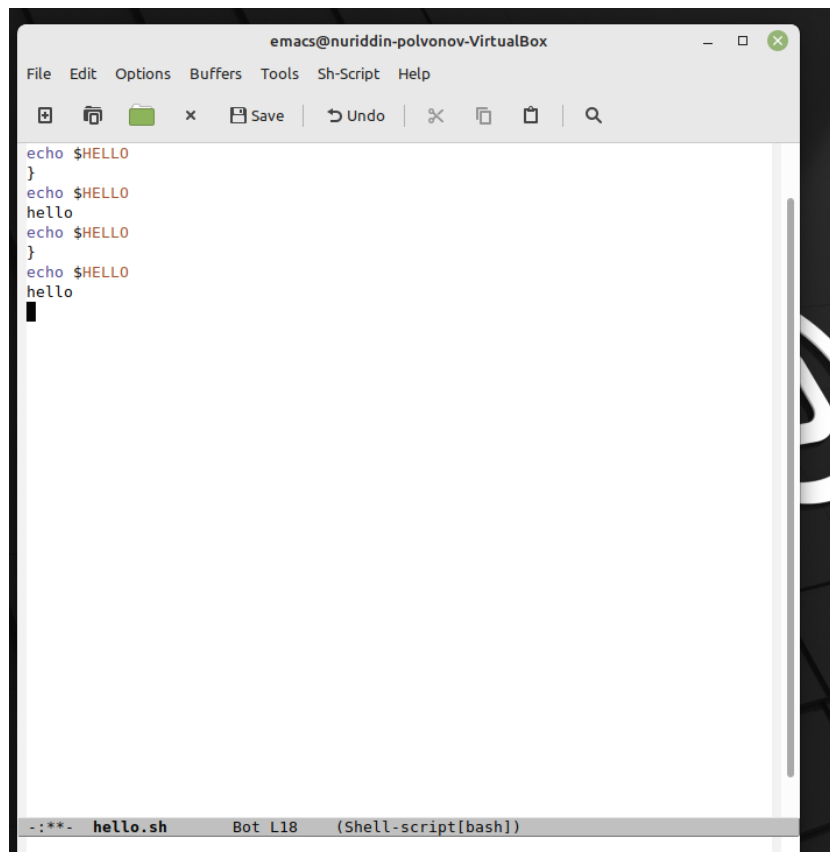 emacs@nuriddin-polvonov-VirtualBox
File Edit Options Buffers Tools Sh-Script Help
Save Undo
echo $HELLO
}
echo $HELLO
hello
echo $HELLO
}
echo $HELLO
hello
-:**- hello.sh Bot L18 (Shell-script[bash])